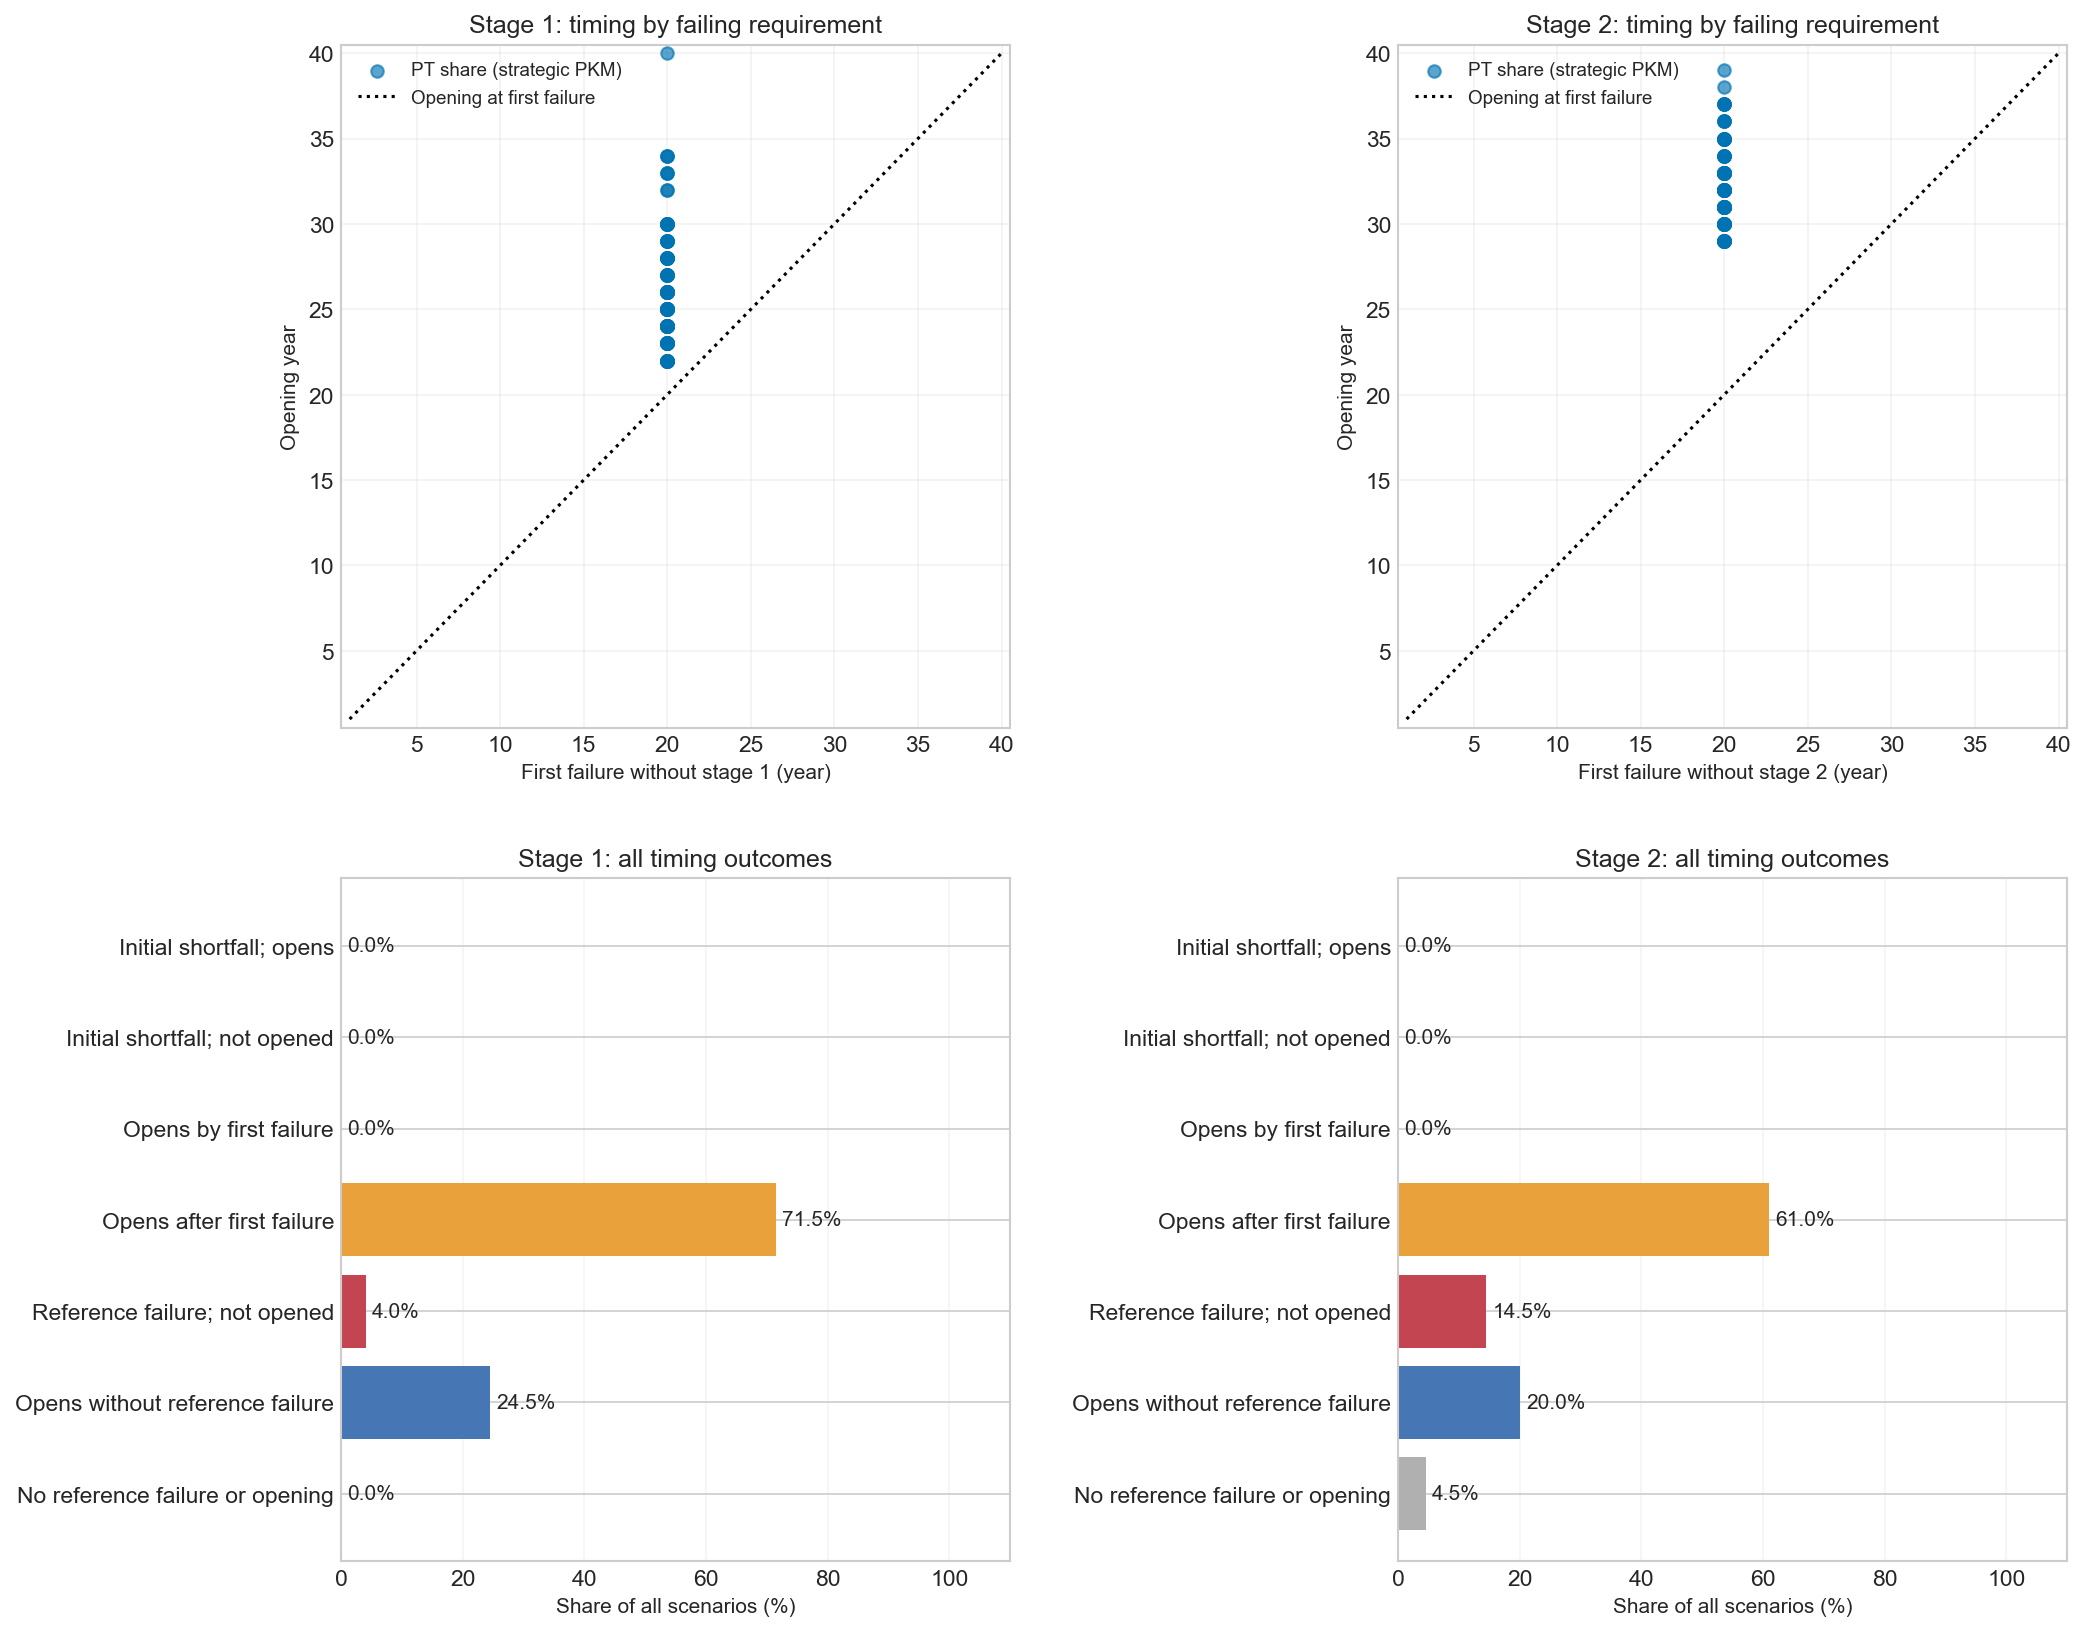 Stage 1: timing by failing requirement
PT share (strategic PKM)
Opening at first failure
Opening year
40
35
30
25
20
15
10
5
5 10 15 20 25 30 35 40
First failure without stage 1 (year)
Stage 2: timing by failing requirement
PT share (strategic PKM)
Opening at first failure
Opening year
40
35
30
25
20
15
10
5
5 10 15 20 25 30 35 40
First failure without stage 2 (year)
Stage 1: all timing outcomes
Initial shortfall; opens 0.0%
Initial shortfall; not opened 0.0%
Opens by first failure 0.0%
Opens after first failure 71.5%
Reference failure; not opened 4.0%
Opens without reference failure 24.5%
No reference failure or opening 0.0%
0 20 40 60 80 100
Share of all scenarios (%)
Stage 2: all timing outcomes
Initial shortfall; opens 0.0%
Initial shortfall; not opened 0.0%
Opens by first failure 0.0%
Opens after first failure 61.0%
Reference failure; not opened 14.5%
Opens without reference failure 20.0%
No reference failure or opening 4.5%
0 20 40 60 80 100
Share of all scenarios (%)